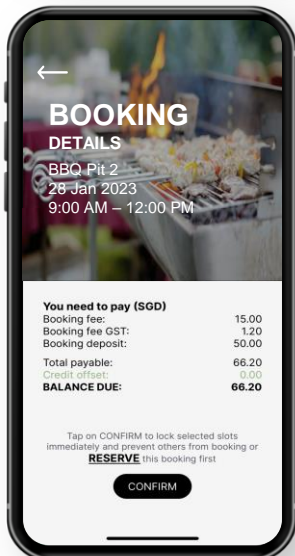 BOOKING
DETAILS
BBQ Pit 2
28 Jan 2023
9:00 AM – 12:00 PM
You need to pay (SGD)
Booking fee: 15.00
Booking fee GST: 1.20
Booking deposit: 50.00
Total payable: 66.20
Credit offset: 0.00
BALANCE DUE: 66.20
Tap on CONFIRM to lock selected slots
immediately and prevent others from booking or
RESERVE this booking first
CONFIRM